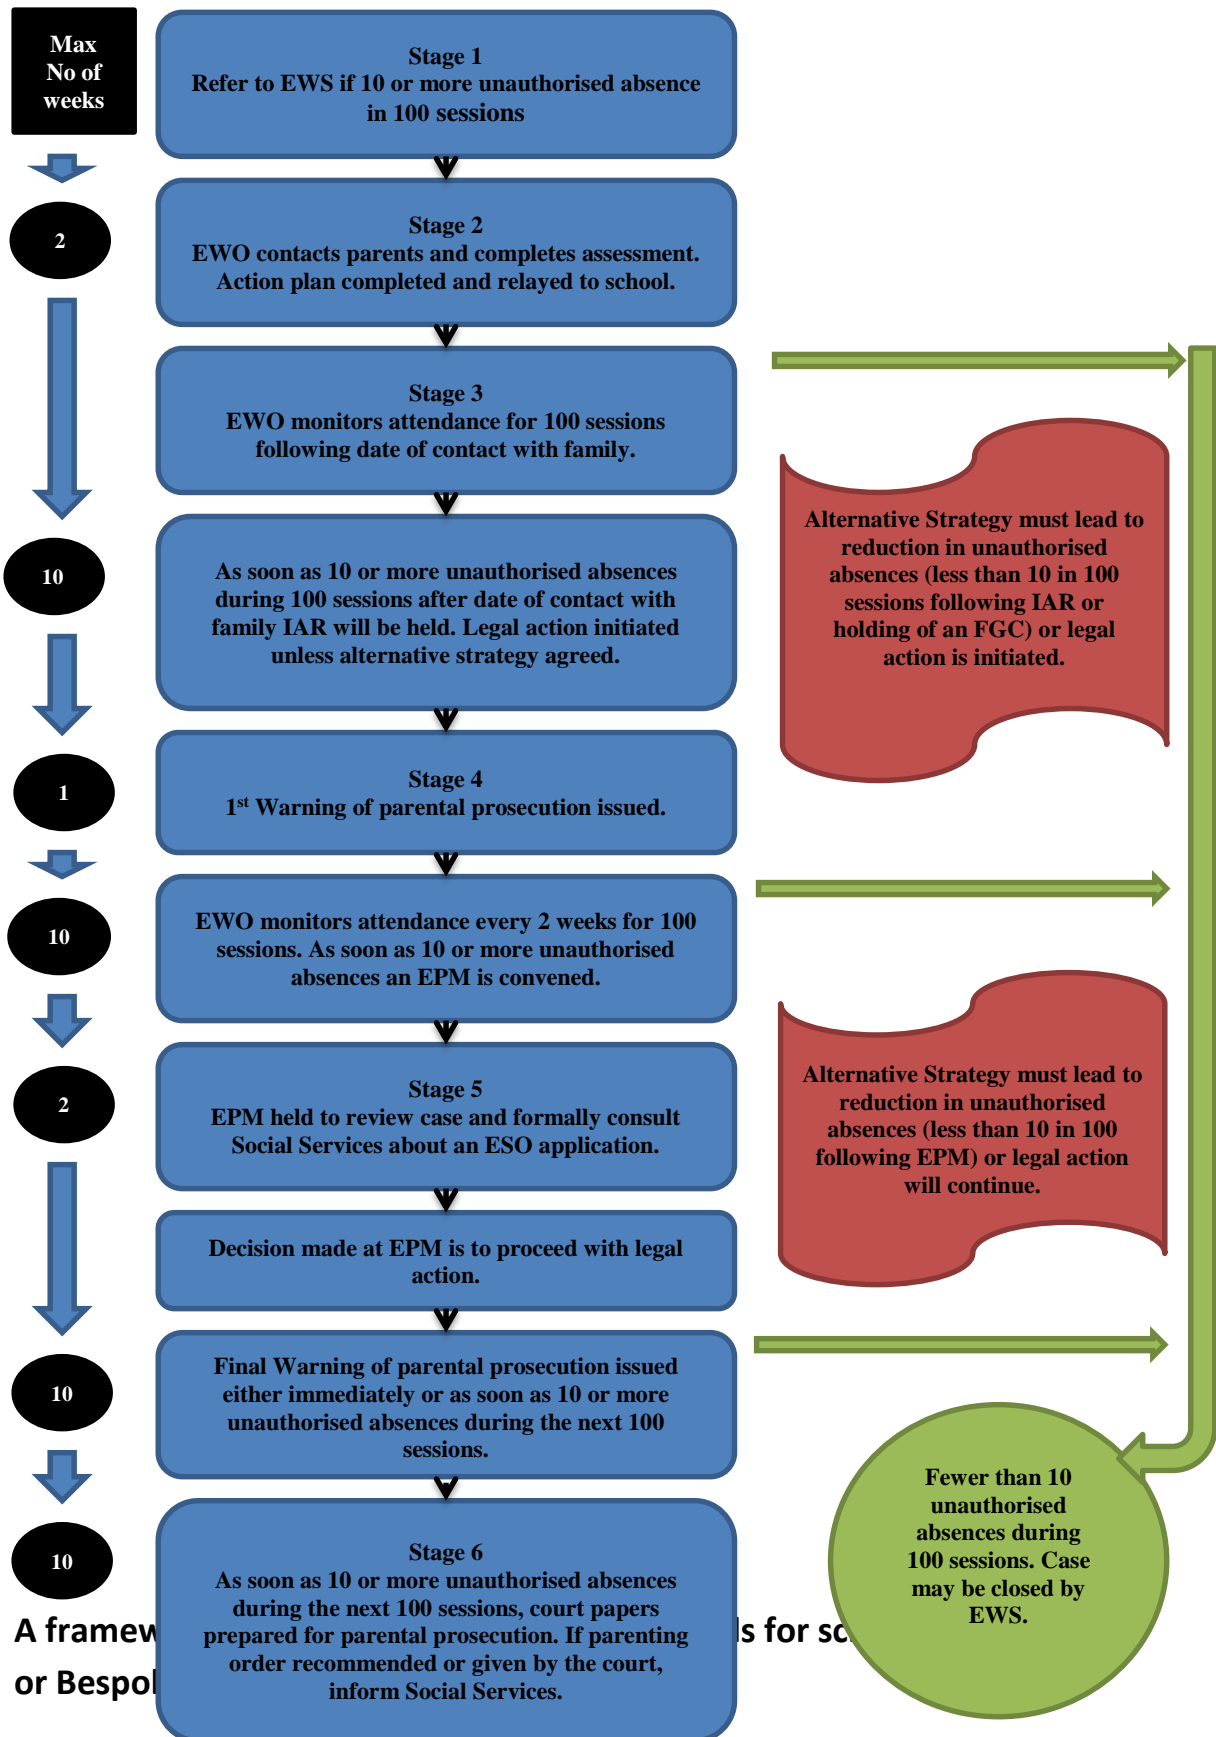 Max
No of
weeks
Stage 1
Refer to EWS if 10 or more unauthorised absence
in 100 sessions
2
Stage 2
EWO contacts parents and completes assessment.
Action plan completed and relayed to school.
Stage 3
EWO monitors attendance for 100 sessions
following date of contact with family.
10
As soon as 10 or more unauthorised absences
during 100 sessions after date of contact with
family IAR will be held. Legal action initiated
unless alternative strategy agreed.
Alternative Strategy must lead to
reduction in unauthorised
absences (less than 10 in 100
sessions following IAR or
holding of an FGC) or legal
action is initiated.
1
Stage 4
1st Warning of parental prosecution issued.
10
EWO monitors attendance every 2 weeks for 100
sessions. As soon as 10 or more unauthorised
absences an EPM is convened.
2
Stage 5
EPM held to review case and formally consult
Social Services about an ESO application.
Alternative Strategy must lead to
reduction in unauthorised
absences (less than 10 in 100
following EPM) or legal action
will continue.
Decision made at EPM is to proceed with legal
action.
10
Final Warning of parental prosecution issued
either immediately or as soon as 10 or more
unauthorised absences during the next 100
sessions.
10
Stage 6
As soon as 10 or more unauthorised absences
during the next 100 sessions, court papers
prepared for parental prosecution. If parenting
order recommended or given by the court,
inform Social Services.
Fewer than 10
unauthorised
absences during
100 sessions. Case
may be closed by
EWS.
A for
or